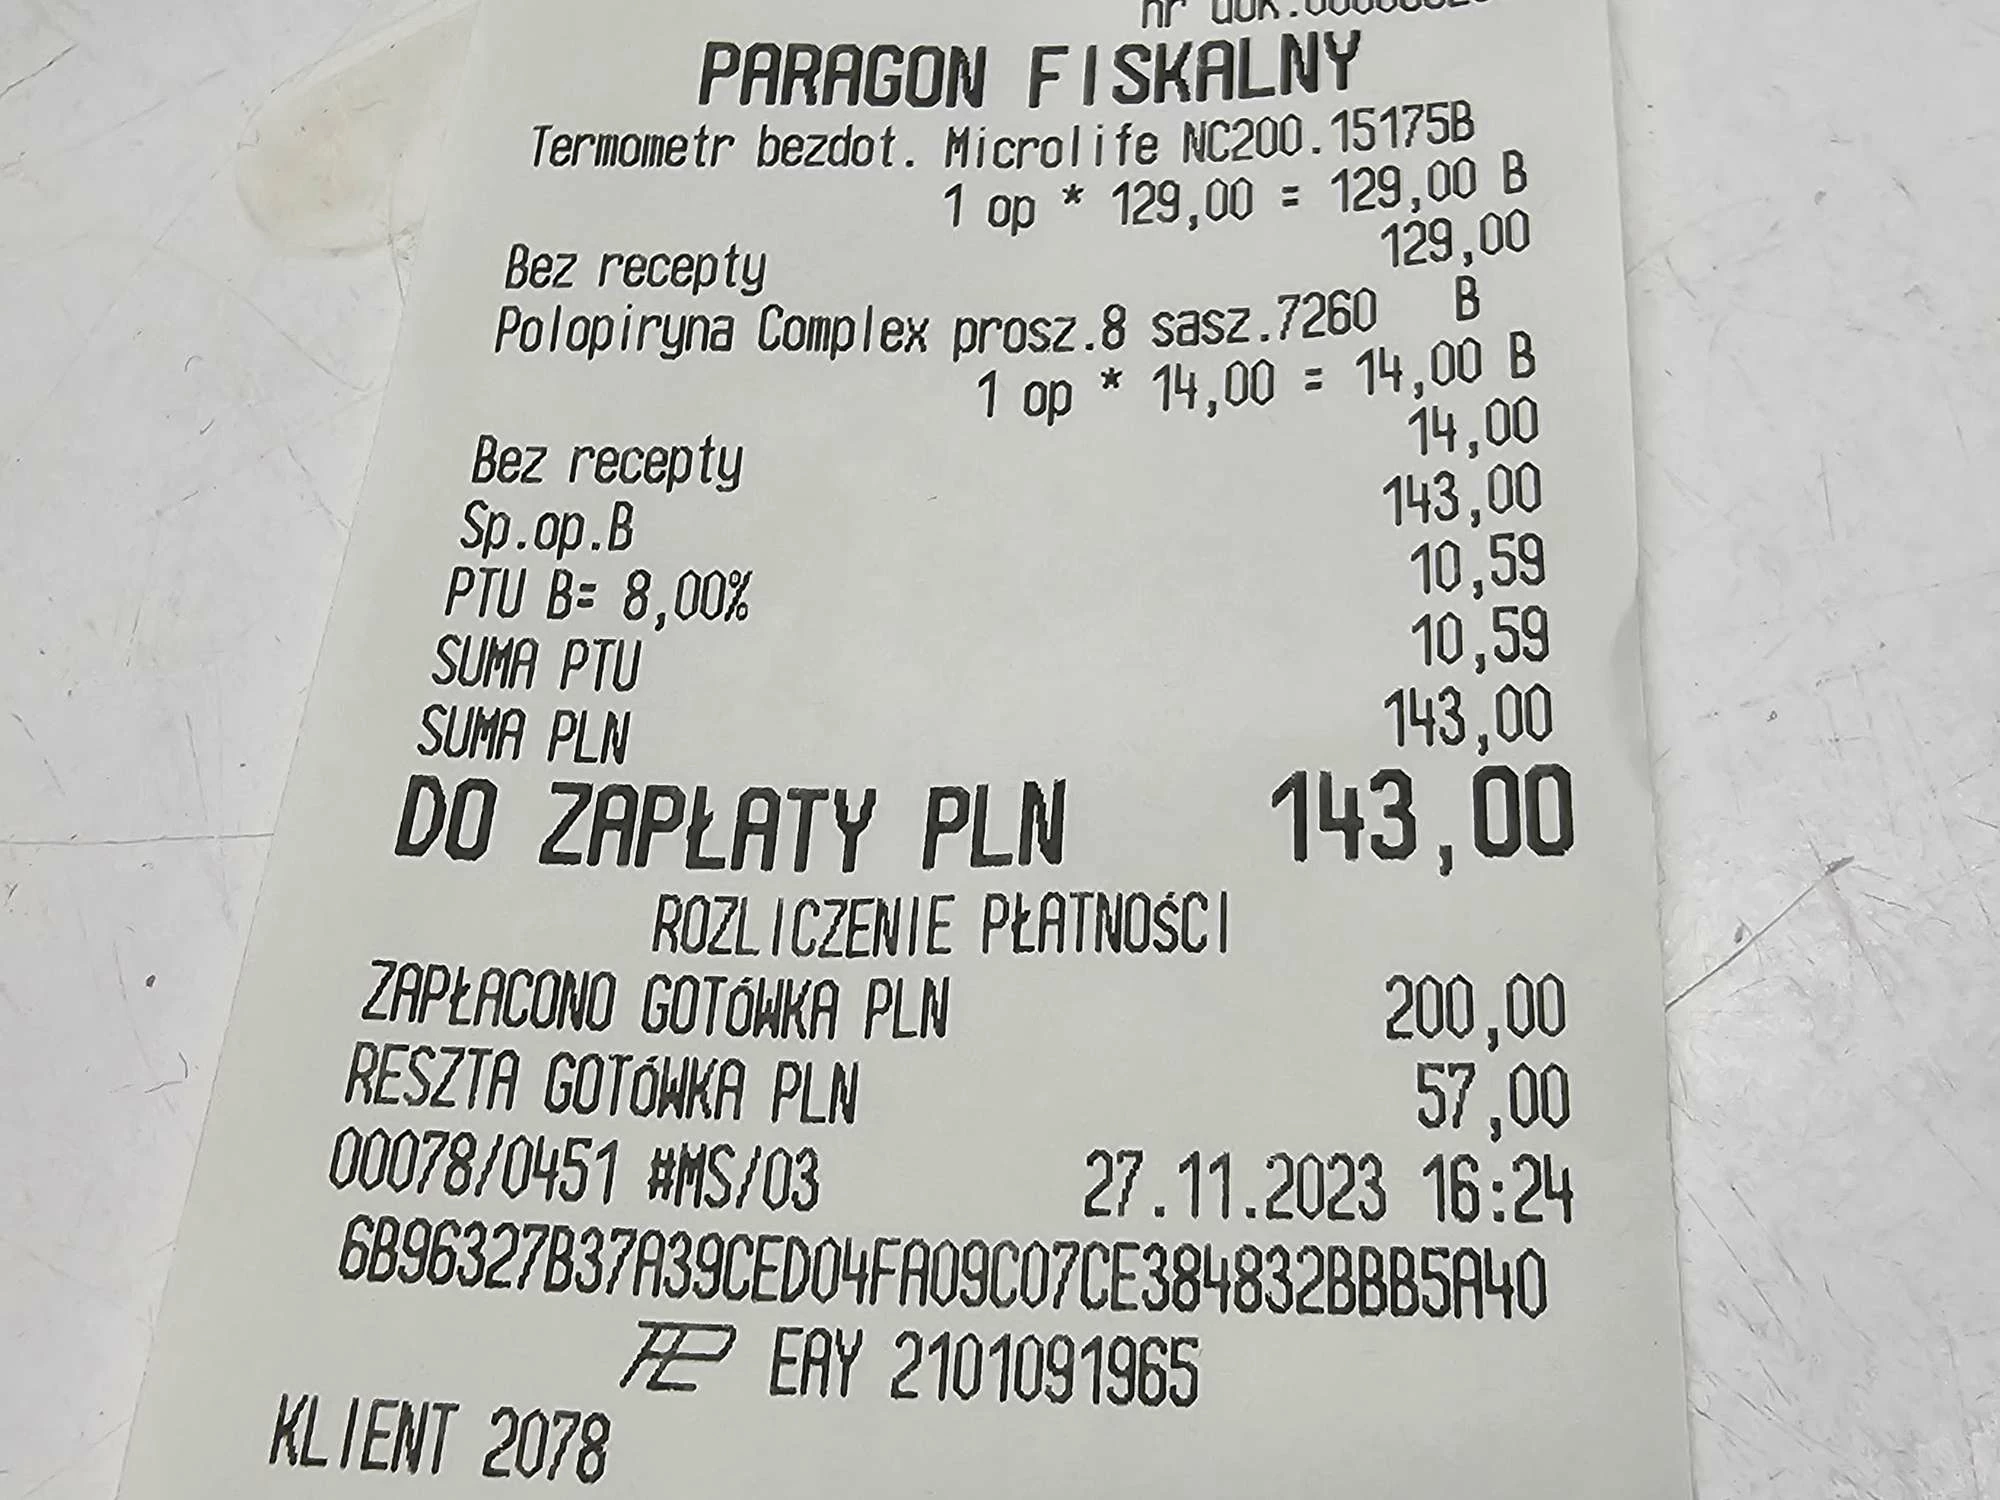 nr dok.
PARAGON FISKALNY
Termometr bezdot. Microlife NC200.15175B
1 op * 129,00 = 129,00 B
129,00
Bez recepty
Polopiryna Complex prosz.8 sasz.7260 B
1 op * 14,00 = 14,00 B
14,00
Bez recepty
Sp.op.B 143,00
PTU B= 8,00% 10,59
SUMA PTU 10,59
SUMA PLN 143,00
DO ZAPŁATY PLN 143,00
ROZLICZENIE PŁATNOŚCI
ZAPŁACONO GOTÓWKA PLN 200,00
RESZTA GOTÓWKA PLN 57,00
00078/0451 #MS/03 27.11.2023 16:24
6B96327B37A39CED04FA09C07CE384832BBB5A40
EAY 2101091965
KLIENT 2078